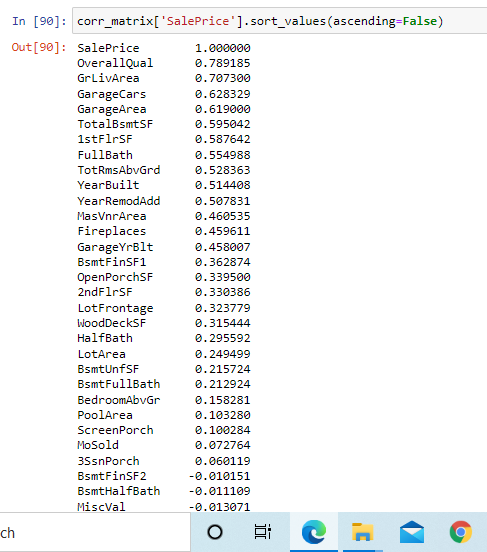 In [90]: corr_matrix['SalePrice'].sort_values(ascending=False)
Out[90]: SalePrice 1.000000
OverallQual 0.789185
GrLivArea 0.707300
GarageCars 0.628329
GarageArea 0.619000
TotalBsmtSF 0.595042
1stFlrSF 0.587642
FullBath 0.554988
TotRmsAbvGrd 0.528363
YearBuilt 0.514408
YearRemodAdd 0.507831
MasVnrArea 0.460535
Fireplaces 0.459611
GarageYrBlt 0.458007
BsmtFinSF1 0.362874
OpenPorchSF 0.339500
2ndFlrSF 0.330386
LotFrontage 0.323779
WoodDeckSF 0.315444
HalfBath 0.295592
LotArea 0.249499
BsmtUnfSF 0.215724
BsmtFullBath 0.212924
BedroomAbvGr 0.158281
PoolArea 0.103280
ScreenPorch 0.100284
MoSold 0.072764
3SsnPorch 0.060119
BsmtFinSF2 -0.010151
BsmtHalfBath -0.011109
MiscVal -0.013071
ch